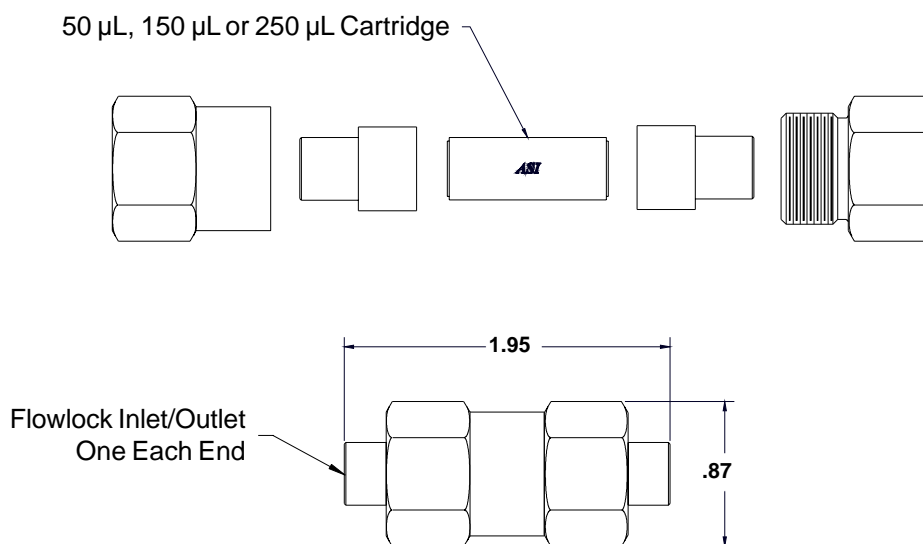 50 µL, 150 µL or 250 µL Cartridge
ASI
1.95
Flowlock Inlet/Outlet
One Each End
.87